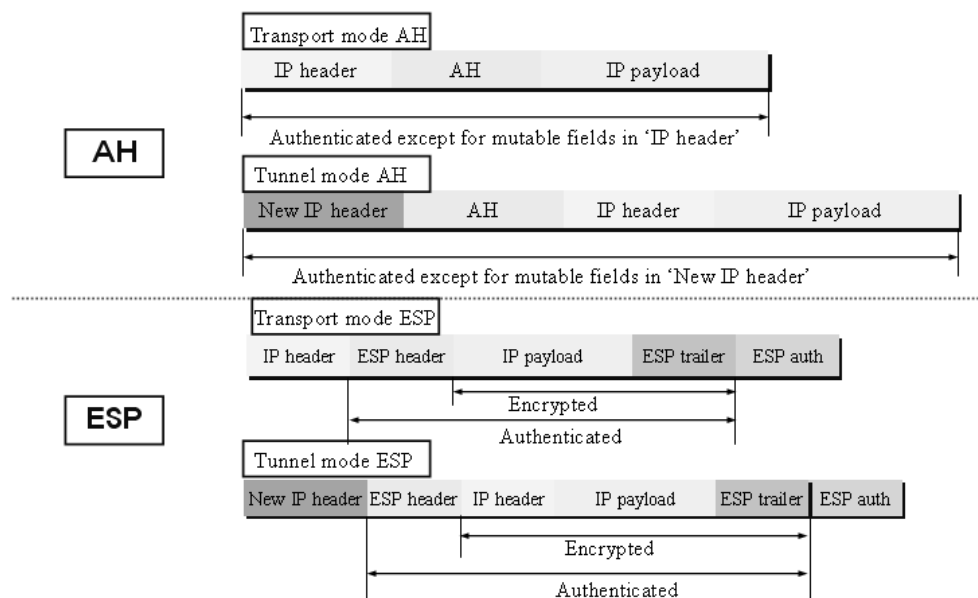 Transport mode AH
IP header AH IP payload
Authenticated except for mutable fields in ‘IP header’
AH
Tunnel mode AH
New IP header AH IP header IP payload
Authenticated except for mutable fields in ‘New IP header’
Transport mode ESP
IP header ESP header IP payload ESP trailer ESP auth
Encrypted
Authenticated
ESP
Tunnel mode ESP
New IP header ESP header IP header IP payload ESP trailer ESP auth
Encrypted
Authenticated